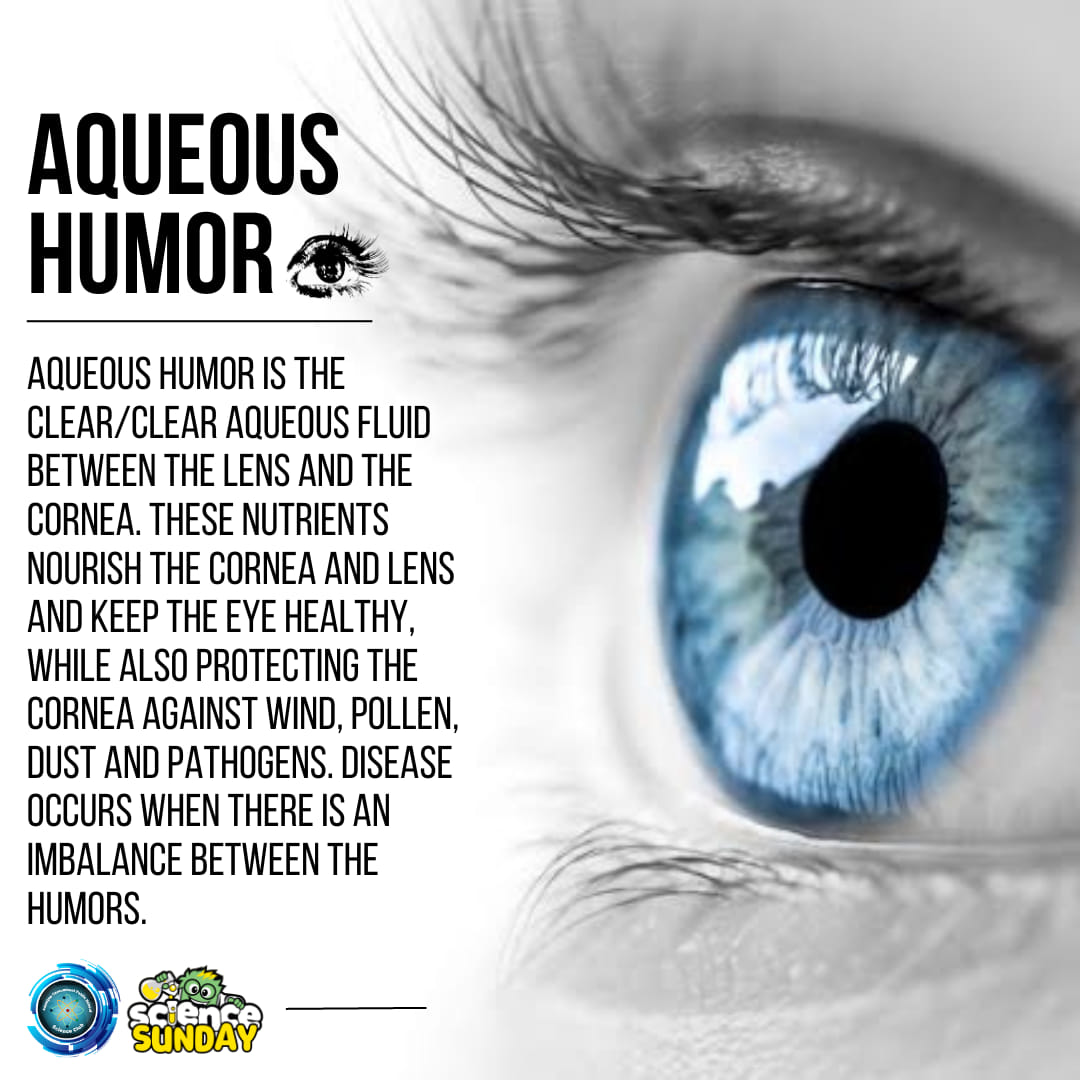 AQUEOUS
HUMOR
AQUEOUS HUMOR IS THE
CLEAR/CLEAR AQUEOUS FLUID
BETWEEN THE LENS AND THE
CORNEA. THESE NUTRIENTS
NOURISH THE CORNEA AND LENS
AND KEEP THE EYE HEALTHY,
WHILE ALSO PROTECTING THE
CORNEA AGAINST WIND, POLLEN,
DUST AND PATHOGENS. DISEASE
OCCURS WHEN THERE IS AN
IMBALANCE BETWEEN THE
HUMORS.
Science Club
science
SUNDAY